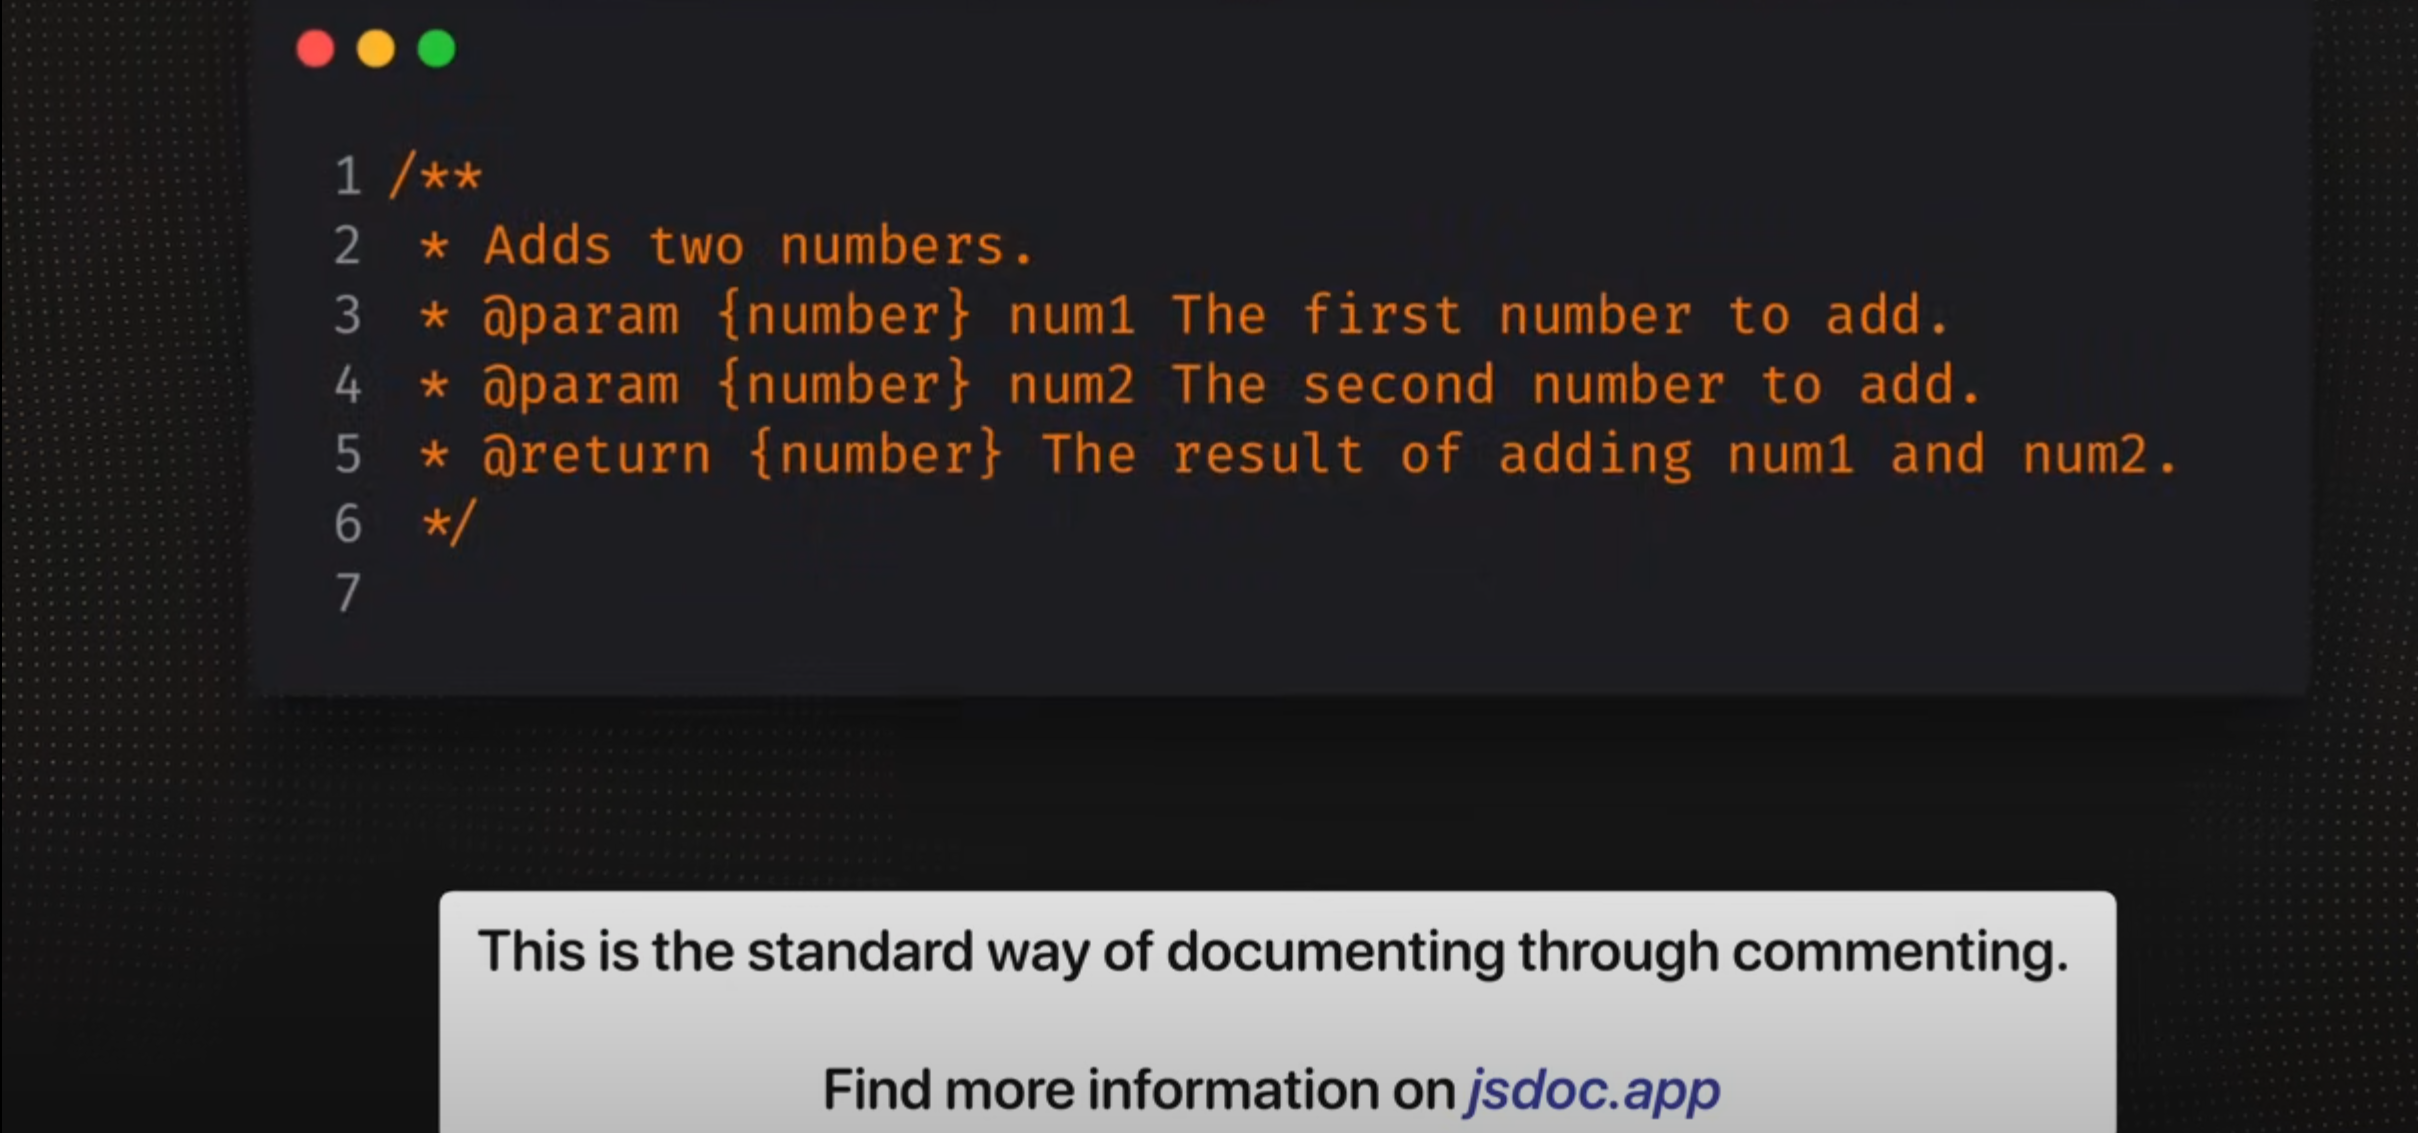 1 /**
2  * Adds two numbers.
3  * @param {number} num1 The first number to add.
4  * @param {number} num2 The second number to add.
5  * @return {number} The result of adding num1 and num2.
6  */
7
This is the standard way of documenting through commenting.
Find more information on jsdoc.app